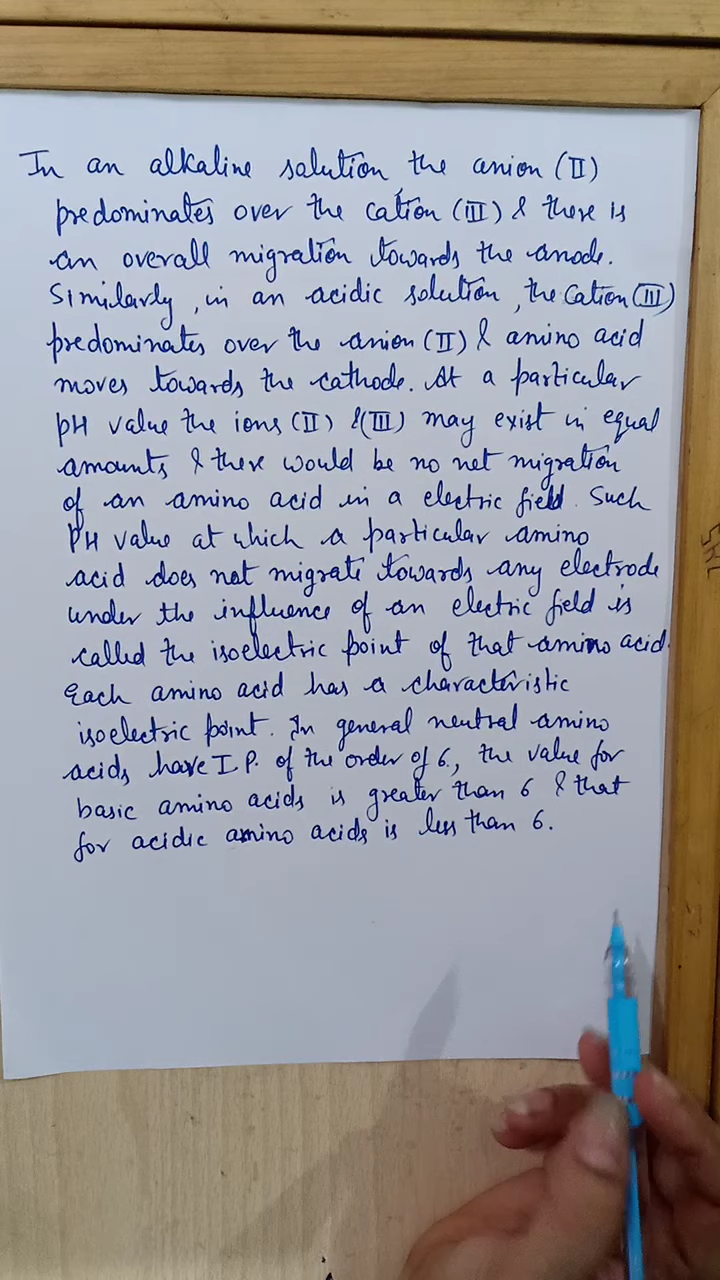 In an alkaline solution the anion (II)
predominates over the cation (III) & there is
an overall migration towards the anode.
Similarly, in an acidic solution, the cation (III)
predominates over the anion (II) & amino acid
moves towards the cathode. At a particular
pH value the ions (II) & (III) may exist in equal
amounts & there would be no net migration
of an amino acid in a electric field. Such
PH value at which a particular amino
acid does not migrate towards any electrode
under the influence of an electric field is
called the isoelectric point of that amino acid.
Each amino acid has a characteristic
isoelectric point. In general neutral amino
acids have I.P. of the order of 6, the value for
basic amino acids is greater than 6 & that
for acidic amino acids is less than 6.